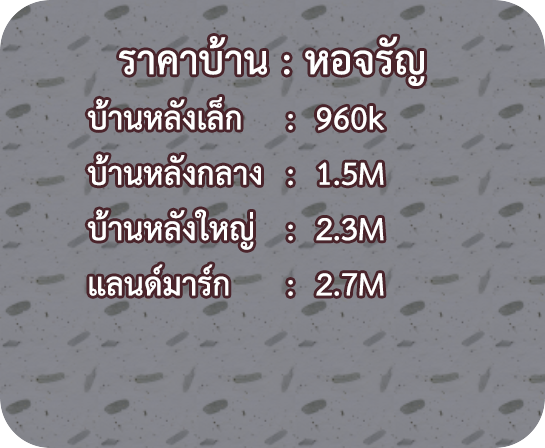 ราคาบ้าน : หอจรัญ
บ้านหลังเล็ก : 960k
บ้านหลังกลาง : 1.5M
บ้านหลังใหญ่ : 2.3M
แลนด์มาร์ก : 2.7M